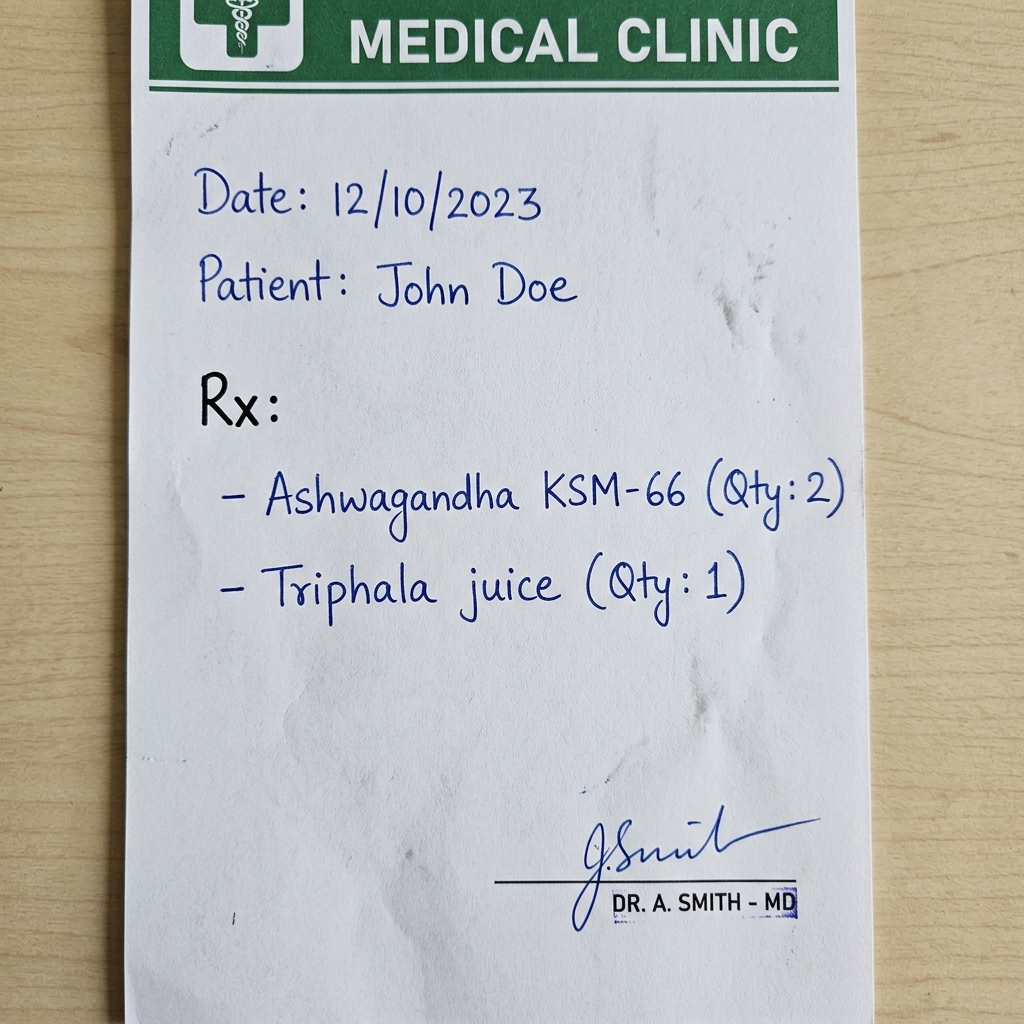 MEDICAL CLINIC
Date: 12/10/2023
Patient: John Doe
Rx:
- Ashwagandha KSM-66 (Qty: 2)
- Triphala juice (Qty: 1)
J.Smith
DR. A. SMITH - MD